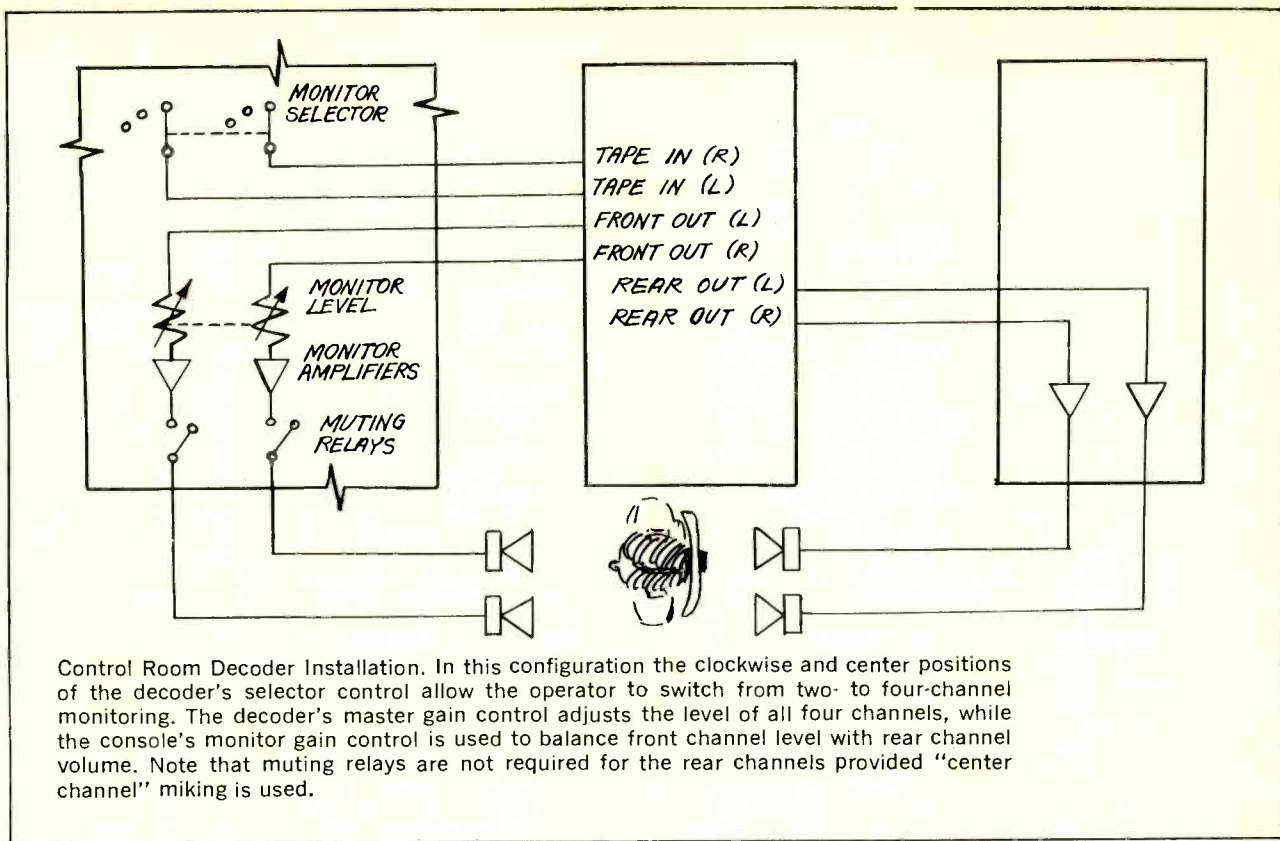 MONITOR
SELECTOR
TAPE IN (R)
TAPE IN (L)
FRONT OUT (L)
FRONT OUT (R)
REAR OUT (L)
REAR OUT (R)
MONITOR
LEVEL
MONITOR
AMPLIFIERS
MUTING
RELAYS
Control Room Decoder Installation. In this configuration the clockwise and center positions
of the decoder's selector control allow the operator to switch from two- to four-channel
monitoring. The decoder's master gain control adjusts the level of all four channels, while
the console's monitor gain control is used to balance front channel level with rear channel
volume. Note that muting relays are not required for the rear channels provided "center
channel" miking is used.